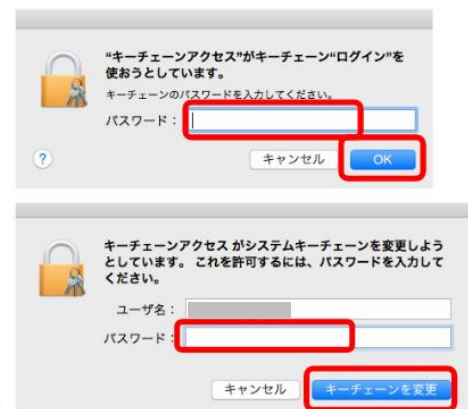 “キーチェーンアクセス”がキーチェーン“ログイン”を
使おうとしています。
キーチェーンのパスワードを入力してください。
パスワード：
?
キャンセル
OK
キーチェーンアクセス がシステムキーチェーンを変更しよう
としています。 これを許可するには、パスワードを入力して
ください。
ユーザ名：
パスワード：
キャンセル
キーチェーンを変更